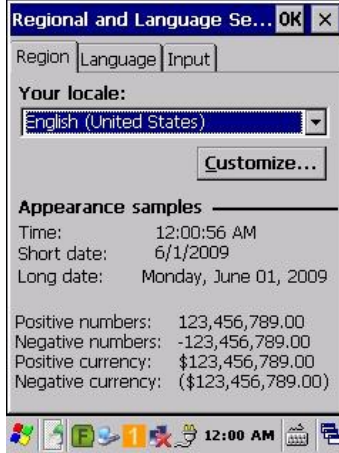 Regional and Language Se... OK ×
Region Language Input
Your locale:
English (United States)
Customize...
Appearance samples
Time: 12:00:56 AM
Short date: 6/1/2009
Long date: Monday, June 01, 2009
Positive numbers: 123,456,789.00
Negative numbers: -123,456,789.00
Positive currency: $123,456,789.00
Negative currency: ($123,456,789.00)
F 1 12:00 AM